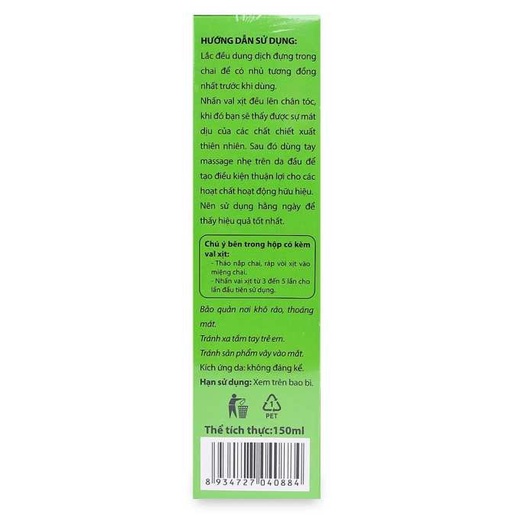 HƯỚNG DẪN SỬ DỤNG:
Lắc đều dung dịch đựng trong
chai để có nhũ tương đồng
nhất trước khi dùng.
Nhấn val xịt đều lên chân tóc,
khi đó bạn sẽ thấy được sự mát
dịu của các chất chiết xuất
thiên nhiên. Sau đó dùng tay
massage nhẹ trên da đầu để
tạo điều kiện thuận lợi cho các
hoạt chất hoạt động hữu hiệu.
Nên sử dụng hằng ngày để
thấy hiệu quả tốt nhất.
Chú ý bên trong hộp có kèm
val xịt:
- Tháo nắp chai, ráp vòi xịt vào
miệng chai.
- Nhấn val xịt từ 3 đến 5 lần cho
lần đầu tiên sử dụng.
Bảo quản nơi khô ráo, thoáng
mát.
Tránh xa tầm tay trẻ em.
Tránh sản phẩm vây vào mắt.
Kích ứng da: không đáng kể.
Hạn sử dụng: Xem trên bao bì.
1
PET
Thể tích thực:150ml
8 934727 040884